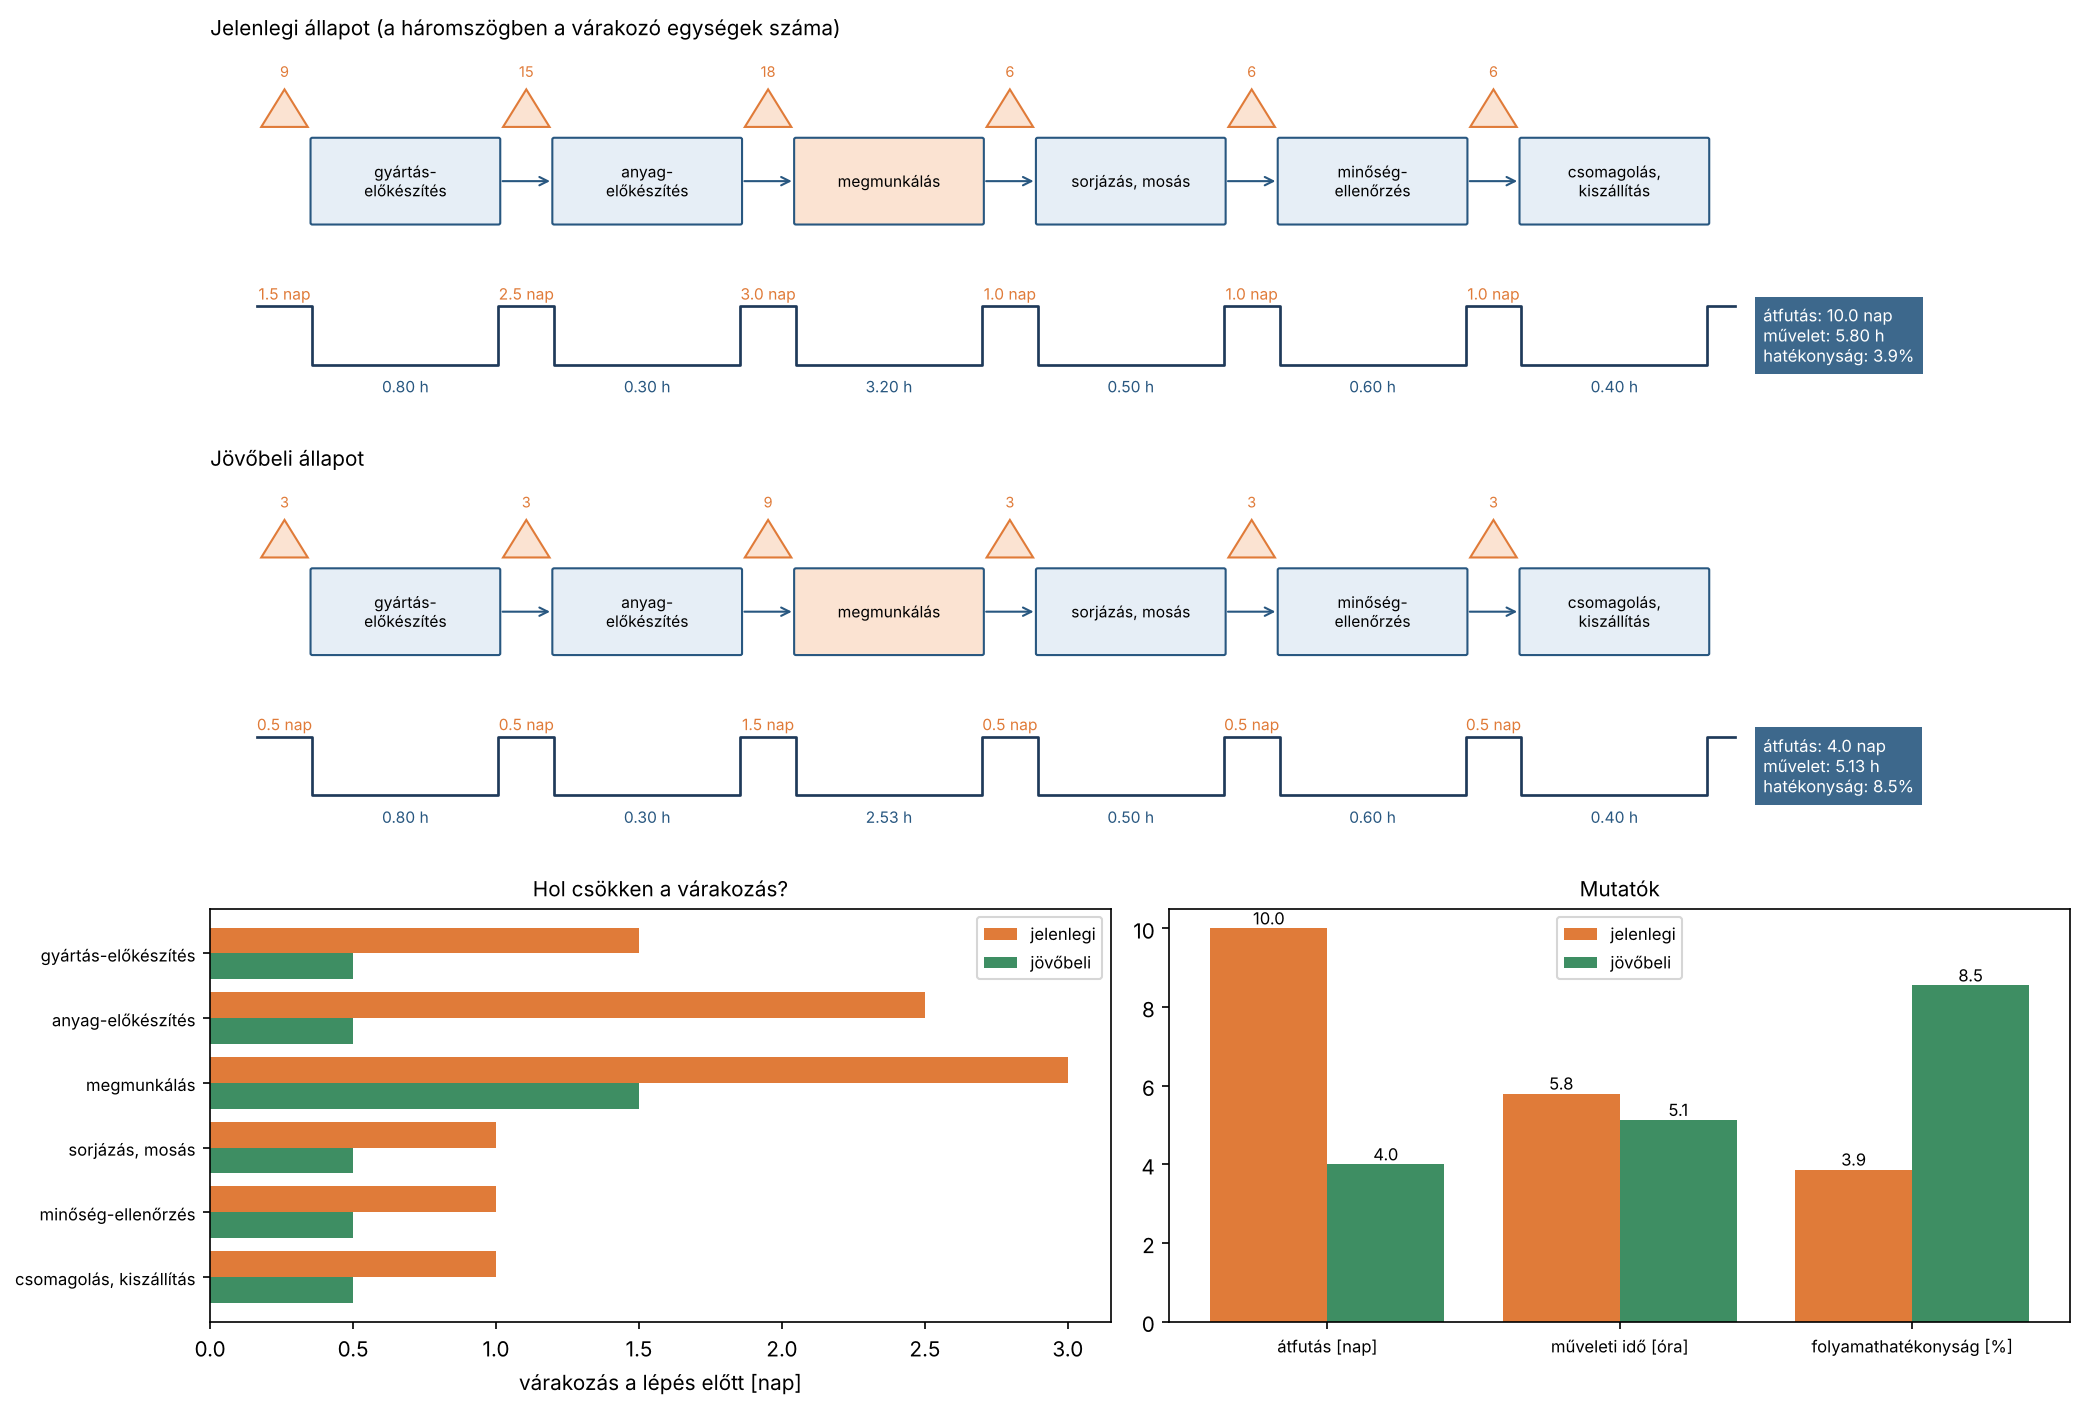 Jelenlegi állapot (a háromszögben a várakozó egységek száma)
9 15 18 6 6 6
gyártás-
előkészítés
anyag-
előkészítés
megmunkálás
sorjázás, mosás
minőség-
ellenőrzés
csomagolás,
kiszállítás
1.5 nap 2.5 nap 3.0 nap 1.0 nap 1.0 nap 1.0 nap
0.80 h 0.30 h 3.20 h 0.50 h 0.60 h 0.40 h
átfutás: 10.0 nap
művelet: 5.80 h
hatékonyság: 3.9%
Jövőbeli állapot
3 3 9 3 3 3
gyártás-
előkészítés
anyag-
előkészítés
megmunkálás
sorjázás, mosás
minőség-
ellenőrzés
csomagolás,
kiszállítás
0.5 nap 0.5 nap 1.5 nap 0.5 nap 0.5 nap 0.5 nap
0.80 h 0.30 h 2.53 h 0.50 h 0.60 h 0.40 h
átfutás: 4.0 nap
művelet: 5.13 h
hatékonyság: 8.5%
Hol csökken a várakozás?
jelenlegi
jövőbeli
gyártás-előkészítés
anyag-előkészítés
megmunkálás
sorjázás, mosás
minőség-ellenőrzés
csomagolás, kiszállítás
0.0 0.5 1.0 1.5 2.0 2.5 3.0
várakozás a lépés előtt [nap]
Mutatók
jelenlegi
jövőbeli
10
8
6
4
2
0
10.0 4.0 5.8 5.1 3.9 8.5
átfutás [nap] műveleti idő [óra] folyamathatékonyság [%]